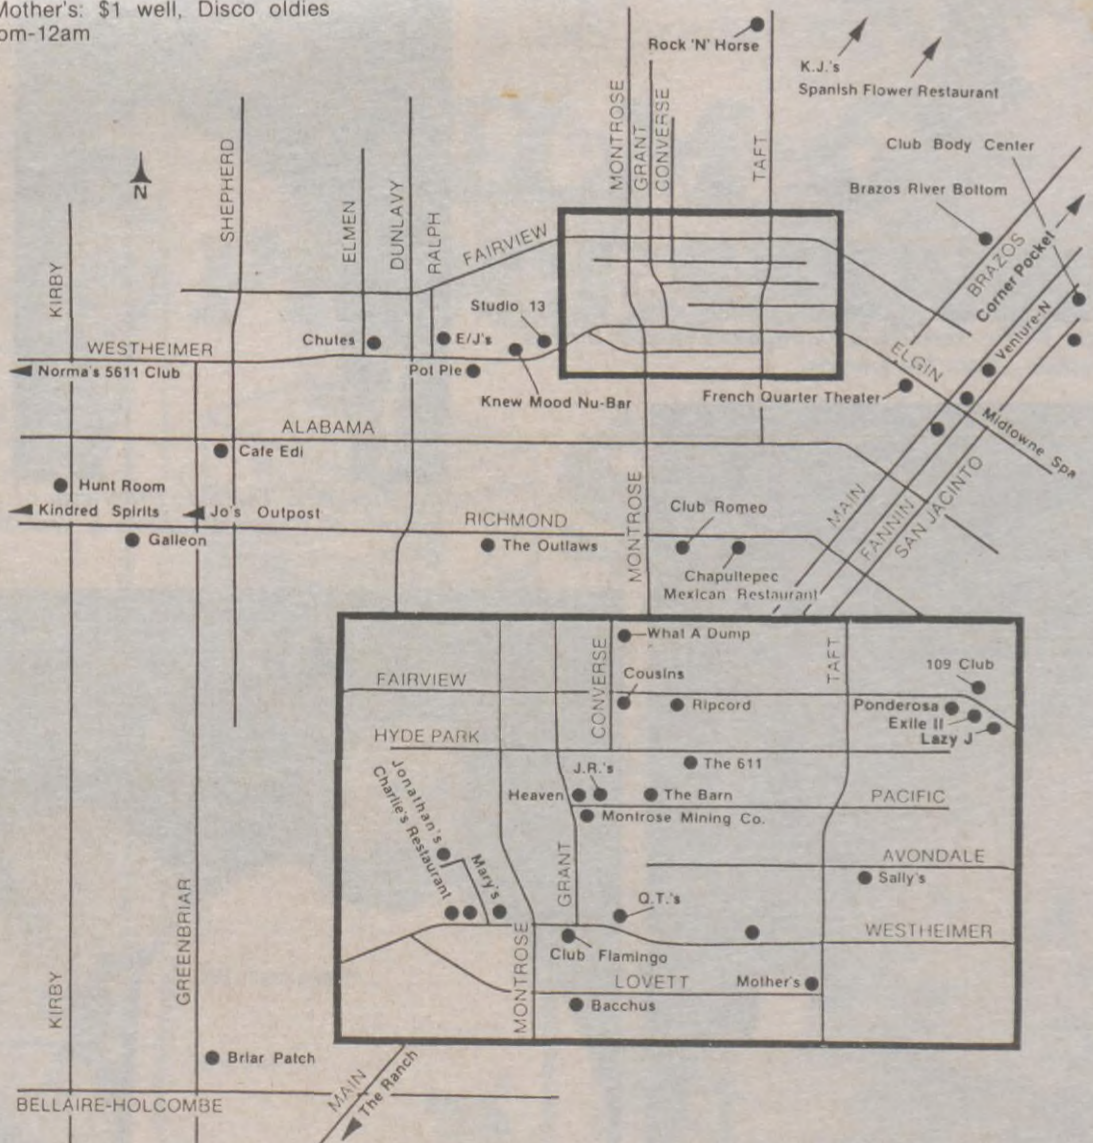 Mother's: $1 well, Disco oldies
pm-12am
Rock 'N' Horse
K.J.'s
Spanish Flower Restaurant
MONTROSE
GRANT
CONVERSE
TAFT
Club Body Center
Brazos River Bottom
N
SHEPHERD
ELMEN
DUNLAVY
RALPH
FAIRVIEW
KIRBY
BRAZOS
Corner Pocket
Studio 13
Chutes
E/J's
Venture-N
WESTHEIMER
Norma's 5611 Club
Pot Pie
ELGIN
Knew Mood Nu-Bar
French Quarter Theater
Midtowne Spa
ALABAMA
Cafe Edi
Hunt Room
Kindred Spirits
Jo's Outpost
RICHMOND
MONTROSE
Club Romeo
MAIN
FANNIN
SAN JACINTO
Galleon
The Outlaws
Chapultepec
Mexican Restaurant
What A Dump
CONVERSE
TAFT
109 Club
FAIRVIEW
Cousins
Ripcord
Ponderosa
Exile II
Lazy J
HYDE PARK
J.R.'s
The 611
Jonathan's
Charlie's Restaurant
Heaven
The Barn
PACIFIC
Montrose Mining Co.
Mary's
GRANT
AVONDALE
Sally's
Q.T.'s
WESTHEIMER
Club Flamingo
MONTROSE
LOVETT
Mother's
Bacchus
KIRBY
GREENBRIAR
Briar Patch
MAIN
The Ranch
BELLAIRE-HOLCOMBE